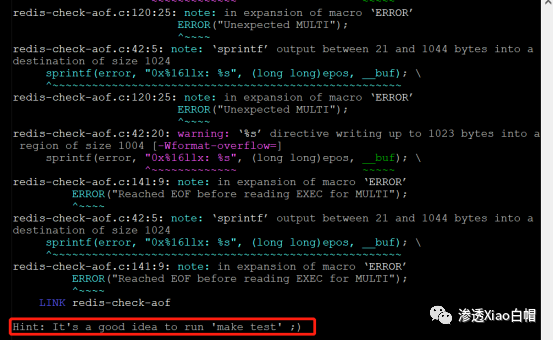 redis-check-aof.c:120:25: note: in expansion of macro ‘ERROR’
ERROR("Unexpected MULTI");
^~~~~
redis-check-aof.c:42:5: note: ‘sprintf’ output between 21 and 1044 bytes into a
destination of size 1024
sprintf(error, "0x%16llx: %s", (long long)epos, __buf); \
^~~~~~~~~~~~~~~~~~~~~~~~~~~~~~~~~~~~~~~~~~~~~~~~~~~~~~
redis-check-aof.c:120:25: note: in expansion of macro ‘ERROR’
ERROR("Unexpected MULTI");
^~~~~
redis-check-aof.c:42:20: warning: ‘%s’ directive writing up to 1023 bytes into a
region of size 1004 [-Wformat-overflow=]
sprintf(error, "0x%16llx: %s", (long long)epos, __buf); \
^~~~~~~~~~~~~~ ~~~~~
redis-check-aof.c:141:9: note: in expansion of macro ‘ERROR’
ERROR("Reached EOF before reading EXEC for MULTI");
^~~~~
redis-check-aof.c:42:5: note: ‘sprintf’ output between 21 and 1044 bytes into a
destination of size 1024
sprintf(error, "0x%16llx: %s", (long long)epos, __buf); \
^~~~~~~~~~~~~~~~~~~~~~~~~~~~~~~~~~~~~~~~~~~~~~~~~~~~~~
redis-check-aof.c:141:9: note: in expansion of macro ‘ERROR’
ERROR("Reached EOF before reading EXEC for MULTI");
^~~~~
LINK redis-check-aof
Hint: It's a good idea to run 'make test' ;)
渗透Xiao白帽